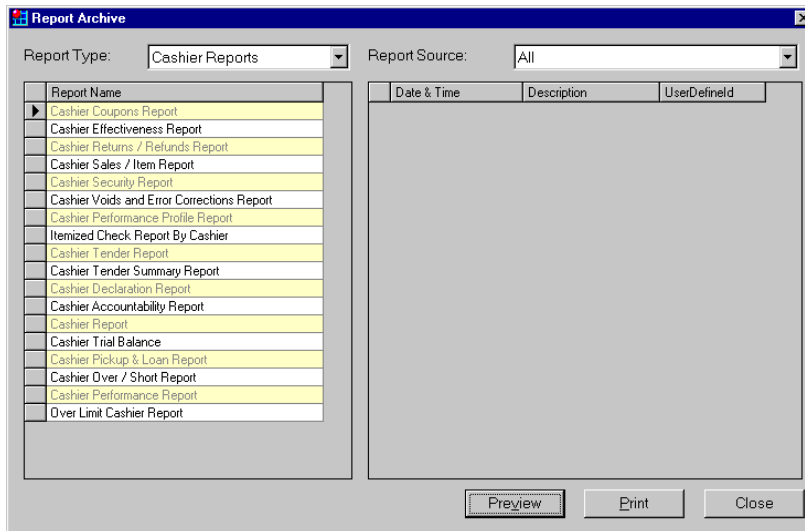 Report Archive
Report Type: Cashier Reports Report Source: All
Report Name Date & Time Description UserDefineId
Cashier Coupons Report
Cashier Effectiveness Report
Cashier Returns / Refunds Report
Cashier Sales / Item Report
Cashier Security Report
Cashier Voids and Error Corrections Report
Cashier Performance Profile Report
Itemized Check Report By Cashier
Cashier Tender Report
Cashier Tender Summary Report
Cashier Declaration Report
Cashier Accountability Report
Cashier Report
Cashier Trial Balance
Cashier Pickup & Loan Report
Cashier Over / Short Report
Cashier Performance Report
Over Limit Cashier Report
Preview Print Close